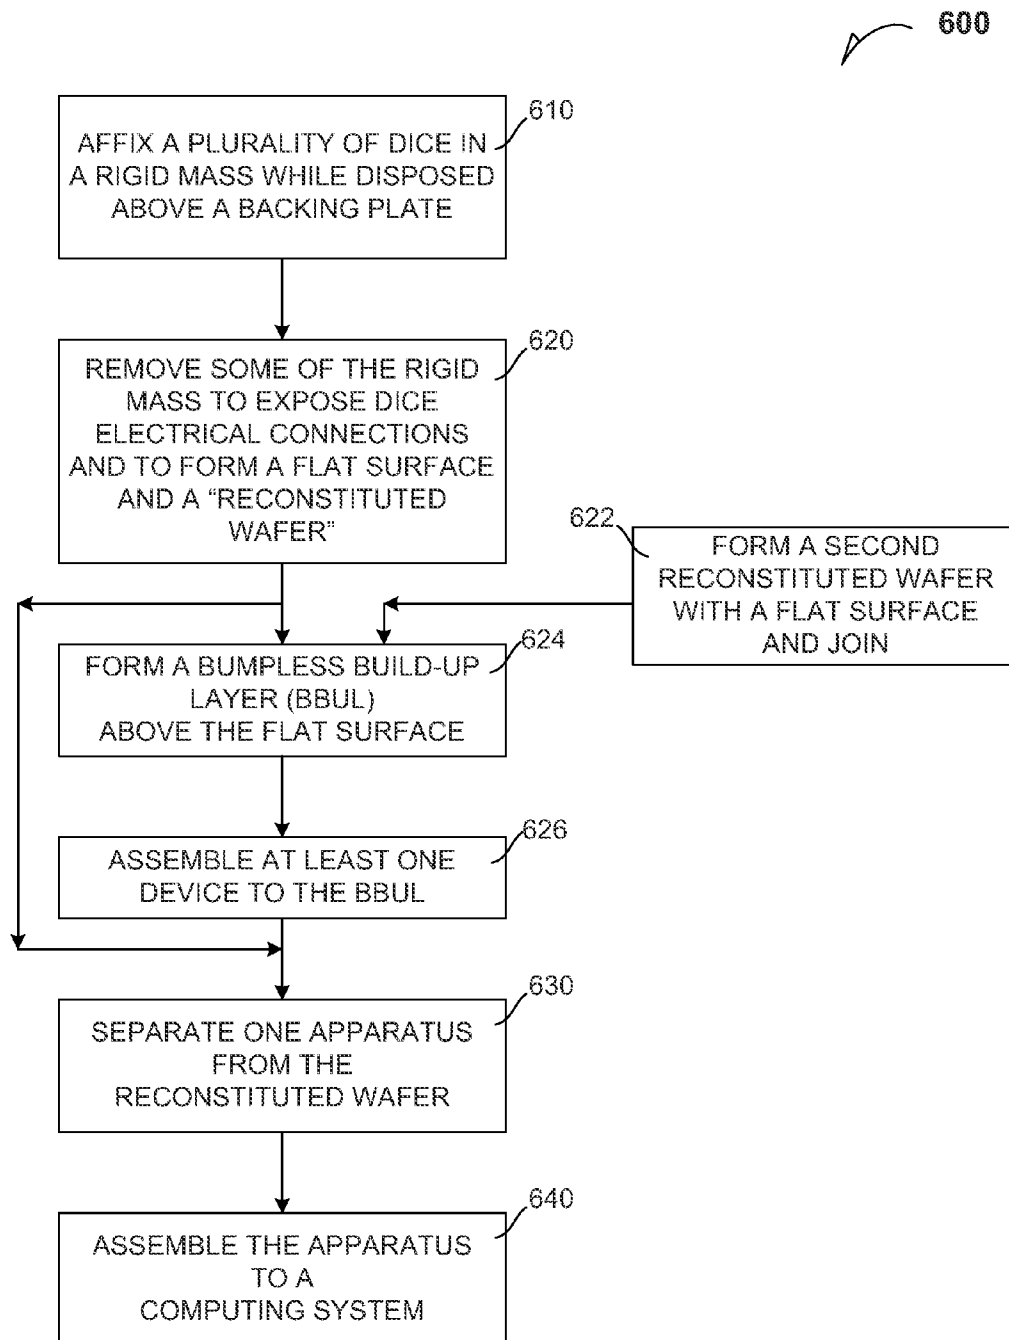 600
610
AFFIX A PLURALITY OF DICE IN
A RIGID MASS WHILE DISPOSED
ABOVE A BACKING PLATE
620
REMOVE SOME OF THE RIGID
MASS TO EXPOSE DICE
ELECTRICAL CONNECTIONS
AND TO FORM A FLAT SURFACE
AND A “RECONSTITUTED
WAFER”
622
FORM A SECOND
RECONSTITUTED WAFER
WITH A FLAT SURFACE
AND JOIN
624
FORM A BUMPLESS BUILD-UP
LAYER (BBUL)
ABOVE THE FLAT SURFACE
626
ASSEMBLE AT LEAST ONE
DEVICE TO THE BBUL
630
SEPARATE ONE APPARATUS
FROM THE
RECONSTITUTED WAFER
640
ASSEMBLE THE APPARATUS
TO A
COMPUTING SYSTEM